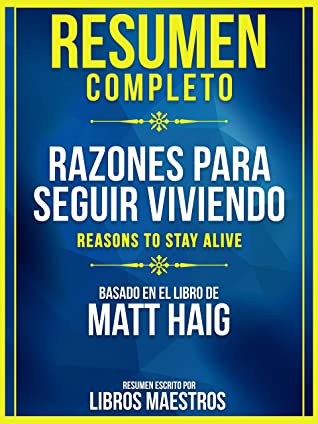 RESUMEN
COMPLETO
RAZONES PARA
SEGUIR VIVIENDO
REASONS TO STAY ALIVE
BASADO EN EL LIBRO DE
MATT HAIG
RESUMEN ESCRITO POR
LIBROS MAESTROS